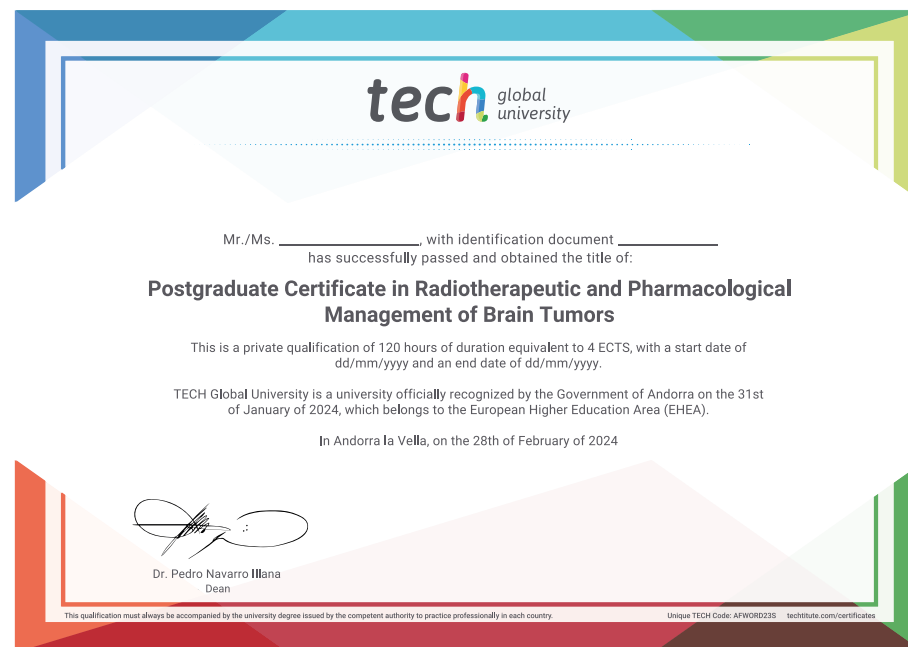 tech global university
Mr./Ms. ____________________, with identification document ______________
has successfully passed and obtained the title of:
Postgraduate Certificate in Radiotherapeutic and Pharmacological
Management of Brain Tumors
This is a private qualification of 120 hours of duration equivalent to 4 ECTS, with a start date of
dd/mm/yyyy and an end date of dd/mm/yyyy.
TECH Global University is a university officially recognized by the Government of Andorra on the 31st
of January of 2024, which belongs to the European Higher Education Area (EHEA).
In Andorra la Vella, on the 28th of February of 2024
Dr. Pedro Navarro Illana
Dean
This qualification must always be accompanied by the university degree issued by the competent authority to practice professionally in each country.
Unique TECH Code: AFWORD23S techtitute.com/certificates